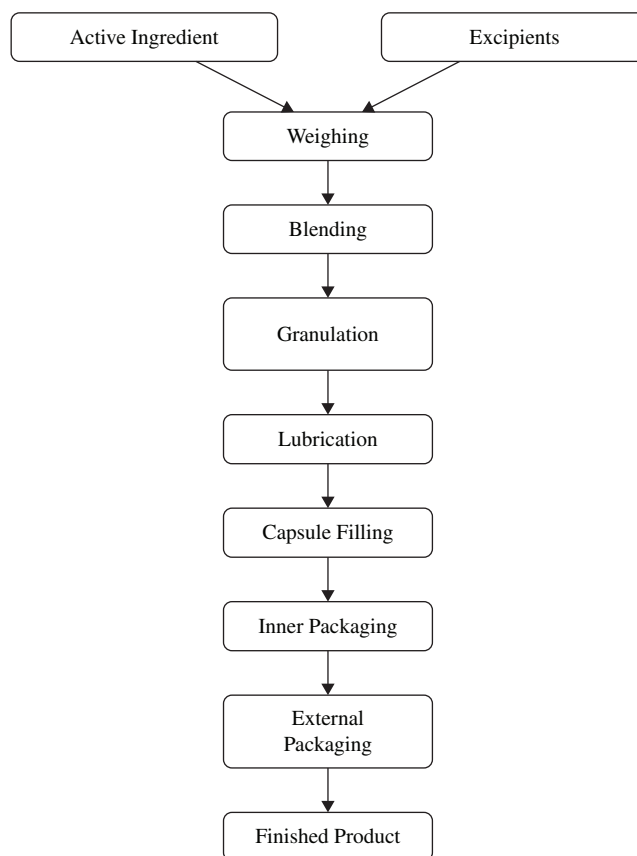 Active Ingredient
Excipients
Weighing
Blending
Granulation
Lubrication
Capsule Filling
Inner Packaging
External
Packaging
Finished Product